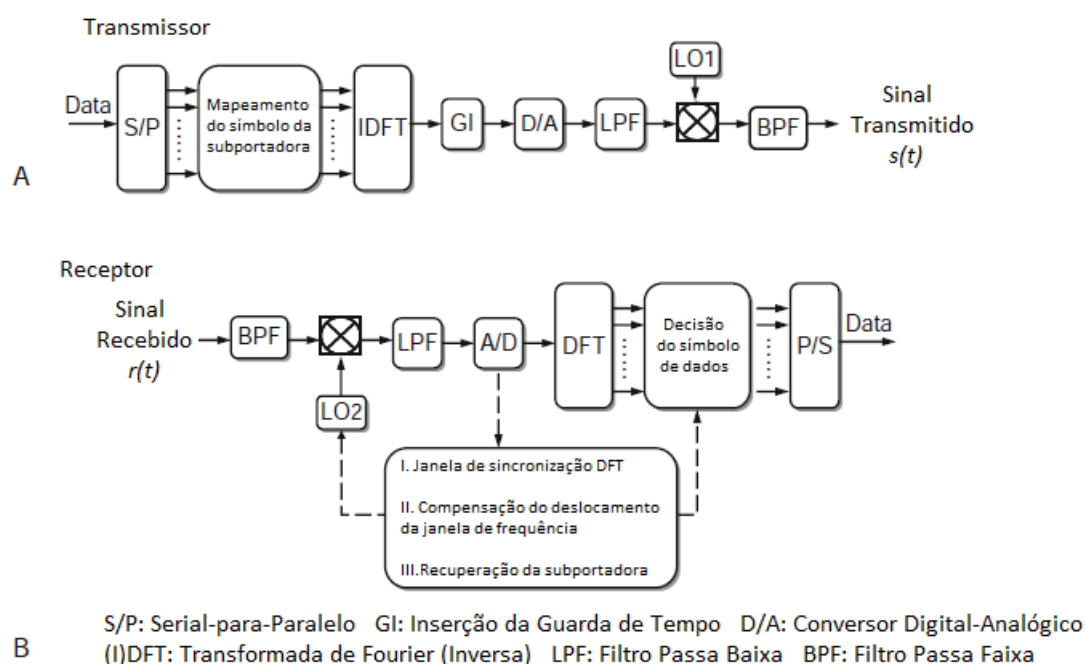 Transmissor
Data
S/P
Mapeamento
do símbolo da
subportadora
IDFT
GI
D/A
LPF
LO1
BPF
Sinal
Transmitido
s(t)
A
Receptor
Sinal
Recebido
r(t)
BPF
LO2
LPF
A/D
DFT
Decisão
do símbolo
de dados
P/S
Data
I. Janela de sincronização DFT
II. Compensação do deslocamento
da janela de frequência
III.Recuperação da subportadora
B
S/P: Serial-para-Paralelo GI: Inserção da Guarda de Tempo D/A: Conversor Digital-Analógico
(I)DFT: Transformada de Fourier (Inversa) LPF: Filtro Passa Baixa BPF: Filtro Passa Faixa